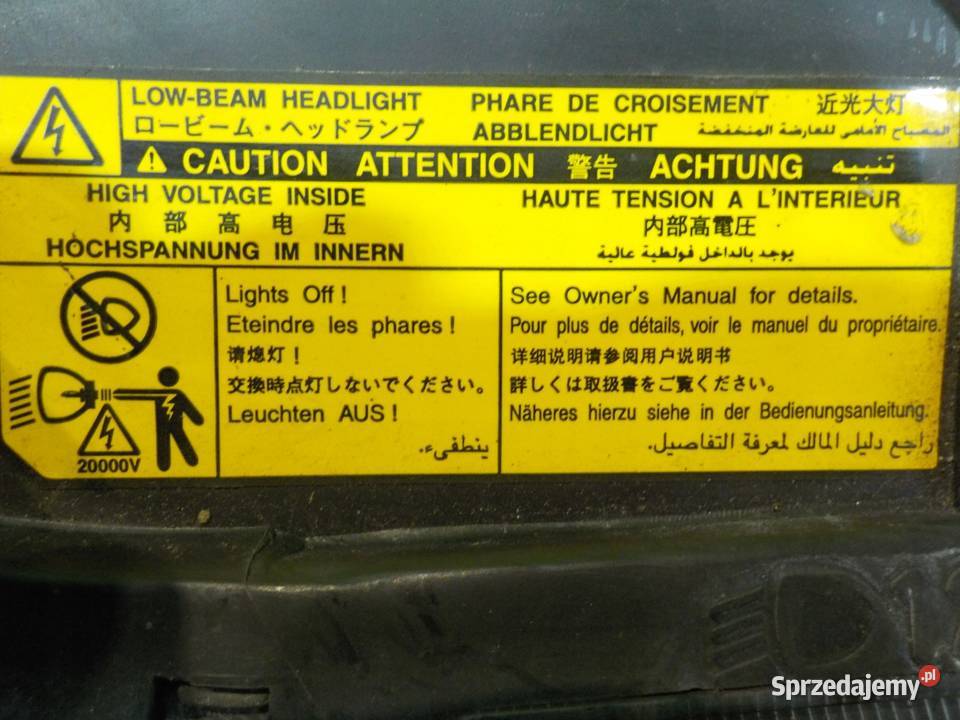 LOW-BEAM HEADLIGHT PHARE DE CROISEMENT 近光大灯
ロービーム・ヘッドランプ ABBLENDLICHT المصباح الأمامي للعارضة المنخفضة
CAUTION ATTENTION 警告 ACHTUNG تنبيه
HIGH VOLTAGE INSIDE
内部高电压
HOCHSPANNUNG IM INNERN
HAUTE TENSION A L'INTERIEUR
内部高電圧
يوجد بالداخل فولطية عالية
20000V
Lights Off !
Eteindre les phares !
请熄灯！
交換時点灯しないでください。
Leuchten AUS !
ينطفىء.
See Owner's Manual for details.
Pour plus de détails, voir le manuel du propriétaire.
详细说明请参阅用户说明书
詳しくは取扱書をご覧ください。
Näheres hierzu siehe in der Bedienungsanleitung.
راجع دليل المالك لمعرفة التفاصيل.
Sprzedajemy.pl